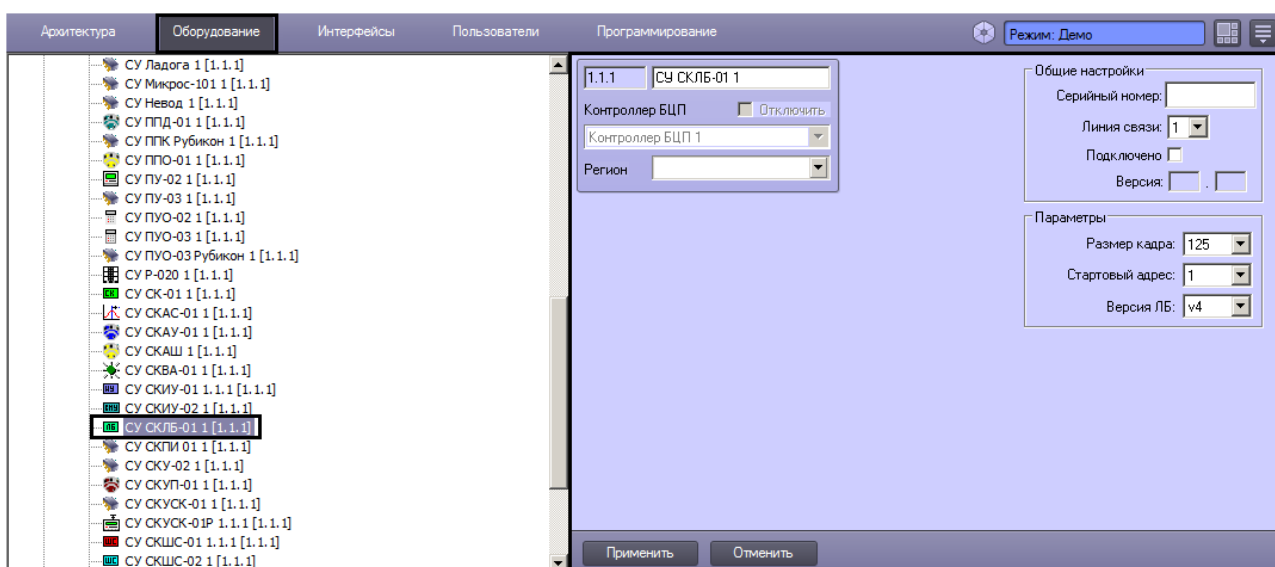 Архитектура Оборудование Интерфейсы Пользователи Программирование Режим: Демо
СУ Ладога 1 [1.1.1]
СУ Микрос-101 1 [1.1.1]
СУ Невод 1 [1.1.1]
СУ ППД-01 1 [1.1.1]
СУ ППК Рубикон 1 [1.1.1]
СУ ППО-01 1 [1.1.1]
СУ ПУ-02 1 [1.1.1]
СУ ПУ-03 1 [1.1.1]
СУ ПУО-02 1 [1.1.1]
СУ ПУО-03 1 [1.1.1]
СУ ПУО-03 Рубикон 1 [1.1.1]
СУ Р-020 1 [1.1.1]
СУ СК-01 1 [1.1.1]
СУ СКАС-01 1 [1.1.1]
СУ СКАУ-01 1 [1.1.1]
СУ СКАШ 1 [1.1.1]
СУ СКВА-01 1 [1.1.1]
СУ СКИУ-01 1.1.1 [1.1.1]
СУ СКИУ-02 1 [1.1.1]
ЛБ СУ СКЛБ-01 1 [1.1.1]
СУ СКПИ 01 1 [1.1.1]
СУ СКУ-02 1 [1.1.1]
СУ СКУП-01 1 [1.1.1]
СУ СКУСК-01 1 [1.1.1]
СУ СКУСК-01Р 1.1.1 [1.1.1]
ШС СУ СКШС-01 1.1.1 [1.1.1]
ШС СУ СКШС-02 1 [1.1.1]
1.1.1 СУ СКЛБ-01 1
Контроллер БЦП Отключить
Контроллер БЦП 1
Регион
Общие настройки
Серийный номер:
Линия связи: 1
Подключено
Версия: .
Параметры
Размер кадра: 125
Стартовый адрес: 1
Версия ЛБ: v4
Применить Отменить